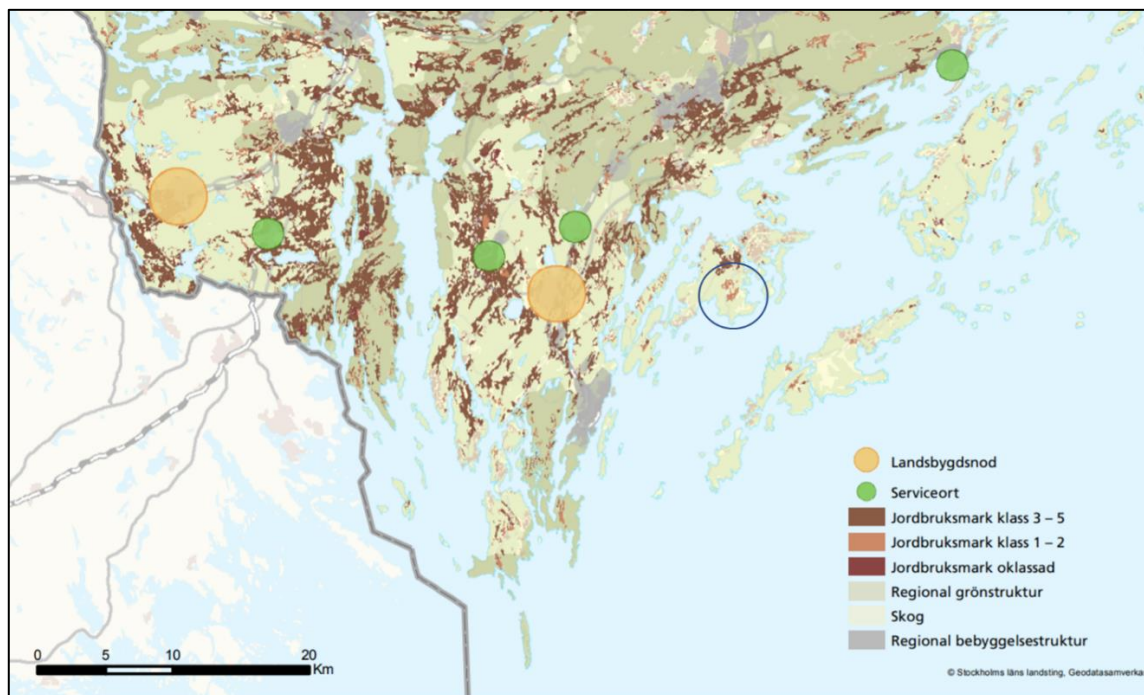 Landsbygdsnod
Serviceort
Jordbruksmark klass 3 – 5
Jordbruksmark klass 1 – 2
Jordbruksmark oklassad
Regional grönstruktur
Skog
Regional bebyggelsestruktur
0 5 10 20
Km
© Stockholms läns landsting, Geodatasamverka